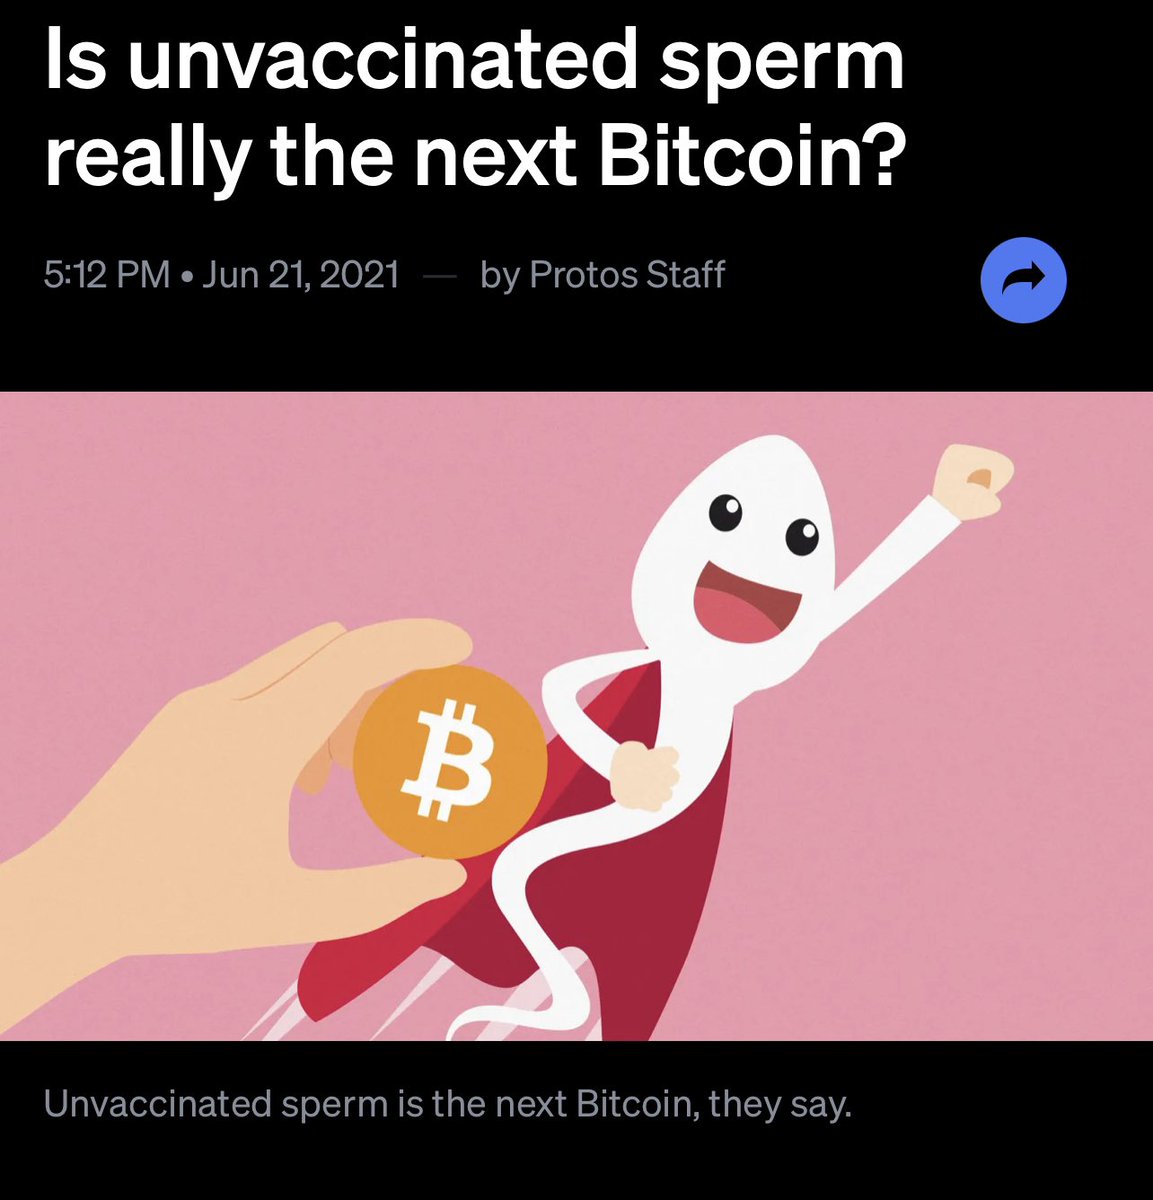 Is unvaccinated sperm
really the next Bitcoin?
5:12 PM • Jun 21, 2021 — by Protos Staff
₿
Unvaccinated sperm is the next Bitcoin, they say.